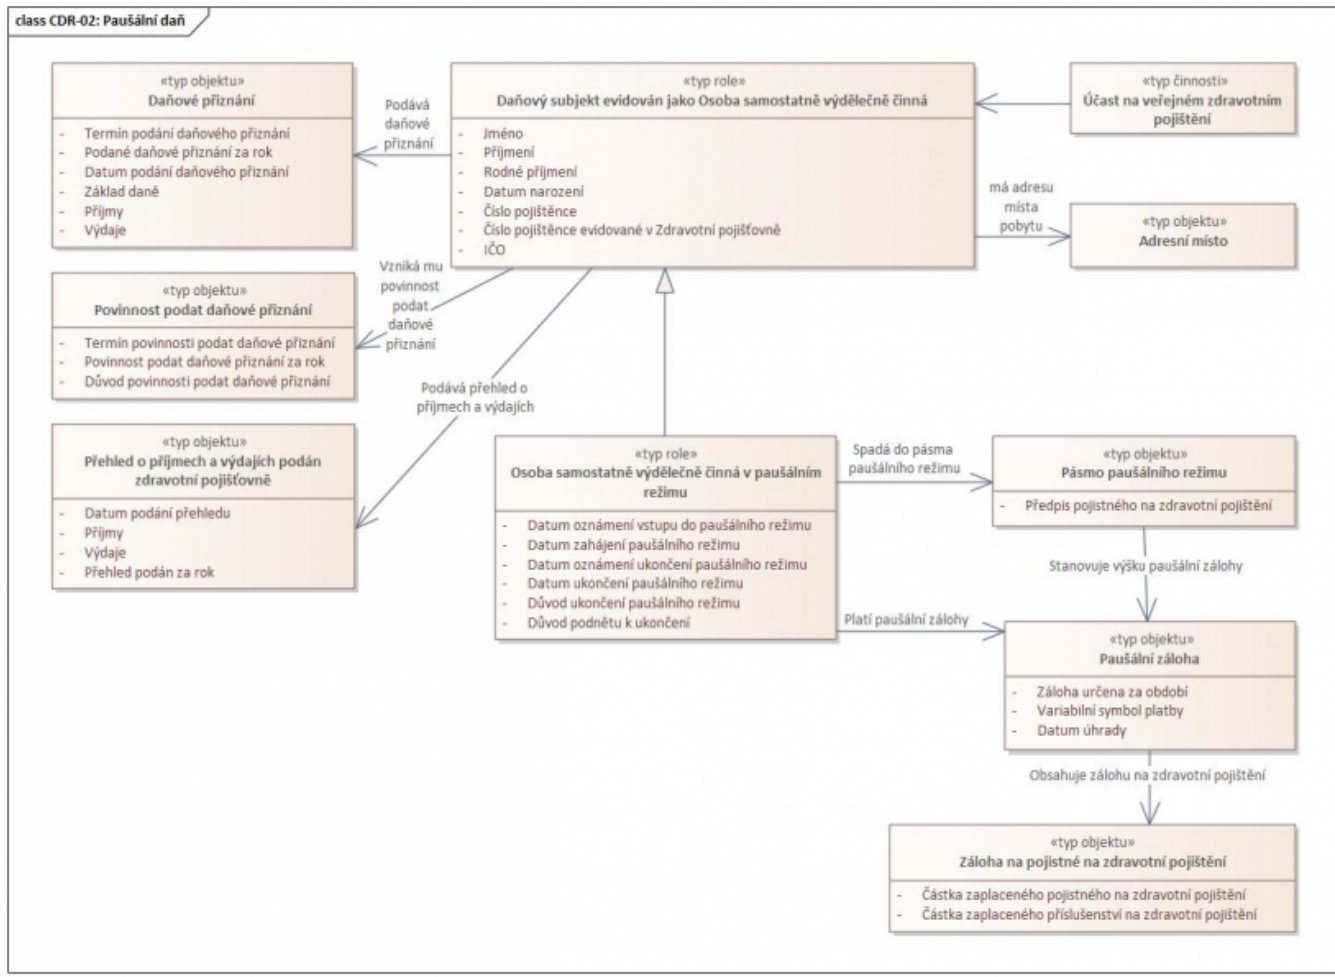 class CDR-02: Paušální daň
«typ objektu»
Daňové přiznání
- Termín podání daňového přiznání
- Podané daňové přiznání za rok
- Datum podání daňového přiznání
- Základ daně
- Příjmy
- Výdaje
Podává
daňové
přiznání
«typ role»
Daňový subjekt evidován jako Osoba samostatně výdělečně činná
- Jméno
- Příjmení
- Rodné příjmení
- Datum narození
- Číslo pojištěnce
- Číslo pojištěnce evidované v Zdravotní pojišťovně
- IČO
«typ činnosti»
Účast na veřejném zdravotním
pojištění
má adresu
místa
pobytu
«typ objektu»
Adresní místo
«typ objektu»
Povinnost podat daňové přiznání
- Termín povinnosti podat daňové přiznání
- Povinnost podat daňové přiznání za rok
- Důvod povinnosti podat daňové přiznání
Vzniká mu
povinnost
podat
daňové
přiznání
Podává přehled o
příjmech a výdajích
«typ objektu»
Přehled o příjmech a výdajích podán
zdravotní pojišťovně
- Datum podání přehledu
- Příjmy
- Výdaje
- Přehled podán za rok
«typ role»
Osoba samostatně výdělečně činná v paušálním
režimu
- Datum oznámení vstupu do paušálního režimu
- Datum zahájení paušálního režimu
- Datum oznámení ukončení paušálního režimu
- Datum ukončení paušálního režimu
- Důvod ukončení paušálního režimu
- Důvod podnětu k ukončení
Spadá do pásma
paušálního režimu
«typ objektu»
Pásmo paušálního režimu
- Předpis pojistného na zdravotní pojištění
Stanovuje výšku paušální zálohy
Platí paušální zálohy
«typ objektu»
Paušální záloha
- Záloha určena za období
- Variabilní symbol platby
- Datum úhrady
Obsahuje zálohu na zdravotní pojištění
«typ objektu»
Záloha na pojistné na zdravotní pojištění
- Částka zaplaceného pojistného na zdravotní pojištění
- Částka zaplaceného příslušenství na zdravotní pojištění